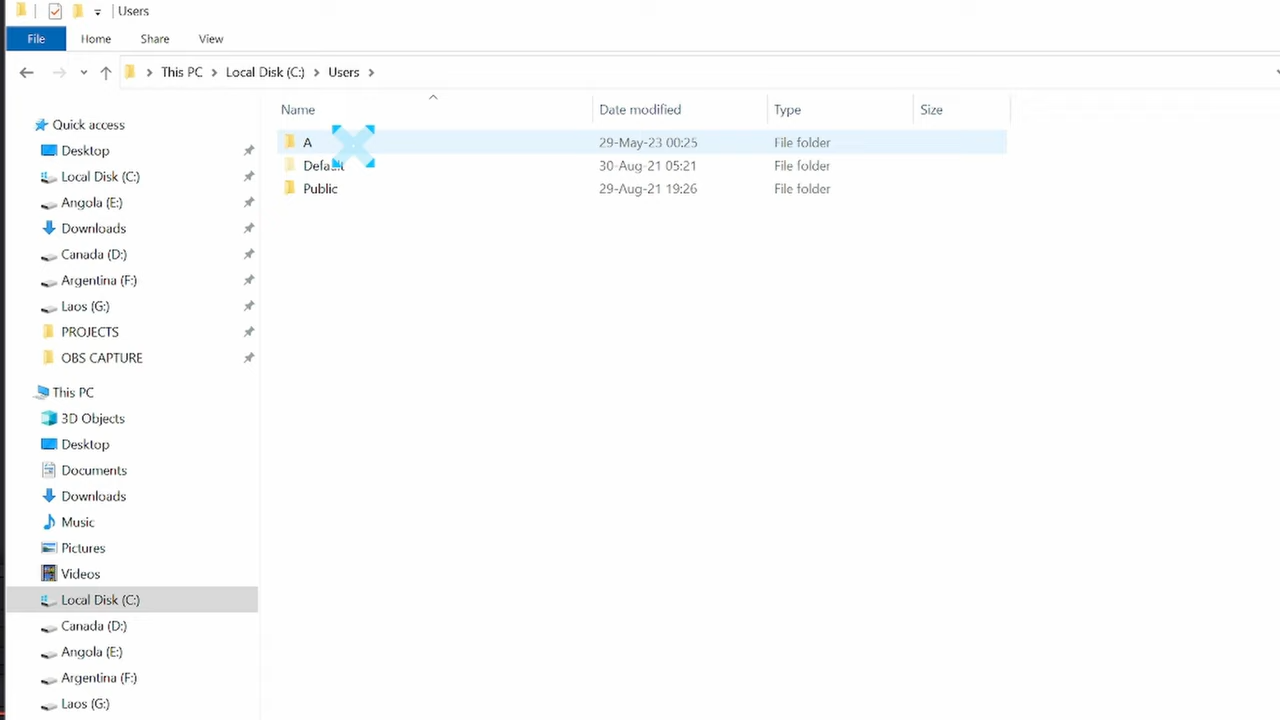 Users
File Home Share View
This PC Local Disk (C:) Users
Name Date modified Type Size
A 29-May-23 00:25 File folder
Default 30-Aug-21 05:21 File folder
Public 29-Aug-21 19:26 File folder
Quick access
Desktop
Local Disk (C:)
Angola (E:)
Downloads
Canada (D:)
Argentina (F:)
Laos (G:)
PROJECTS
OBS CAPTURE
This PC
3D Objects
Desktop
Documents
Downloads
Music
Pictures
Videos
Local Disk (C:)
Canada (D:)
Angola (E:)
Argentina (F:)
Laos (G:)